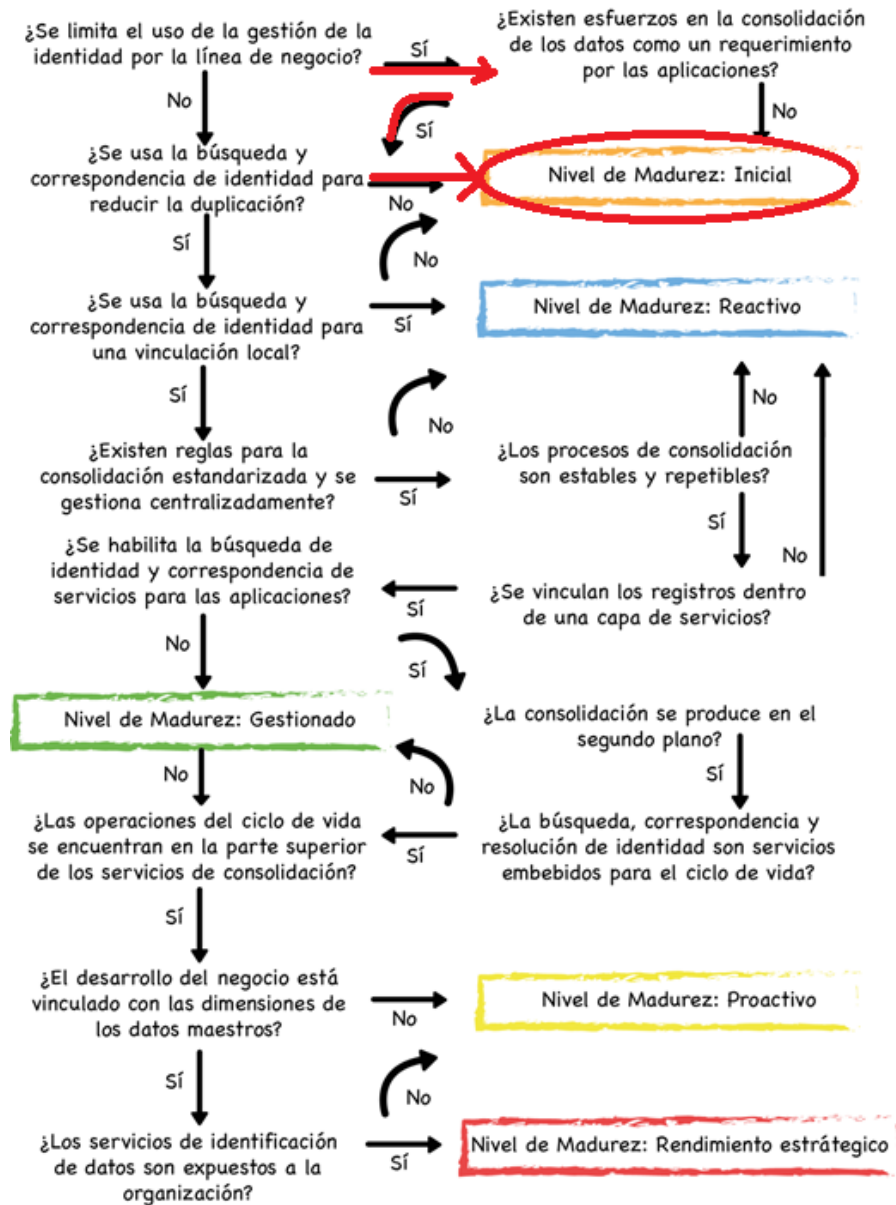 ¿Se limita el uso de la gestión de la
identidad por la línea de negocio?
Sí
¿Existen esfuerzos en la consolidación
de los datos como un requerimiento
por las aplicaciones?
No
Sí
No
¿Se usa la búsqueda y
correspondencia de identidad para
reducir la duplicación?
No
Nivel de Madurez: Inicial
Sí
No
¿Se usa la búsqueda y
correspondencia de identidad para
una vinculación local?
Sí
Nivel de Madurez: Reactivo
Sí
No
No
¿Existen reglas para la
consolidación estandarizada y se
gestiona centralizadamente?
Sí
¿Los procesos de consolidación
son estables y repetibles?
Sí
No
¿Se habilita la búsqueda de
identidad y correspondencia de
servicios para las aplicaciones?
Sí
¿Se vinculan los registros dentro
de una capa de servicios?
No
Sí
Nivel de Madurez: Gestionado
¿La consolidación se produce en el
segundo plano?
No
No
Sí
¿Las operaciones del ciclo de vida
se encuentran en la parte superior
de los servicios de consolidación?
Sí
¿La búsqueda, correspondencia y
resolución de identidad son servicios
embebidos para el ciclo de vida?
Sí
¿El desarrollo del negocio está
vinculado con las dimensiones de
los datos maestros?
No
Nivel de Madurez: Proactivo
Sí
No
¿Los servicios de identificación
de datos son expuestos a la
organización?
Sí
Nivel de Madurez: Rendimiento estrátegico